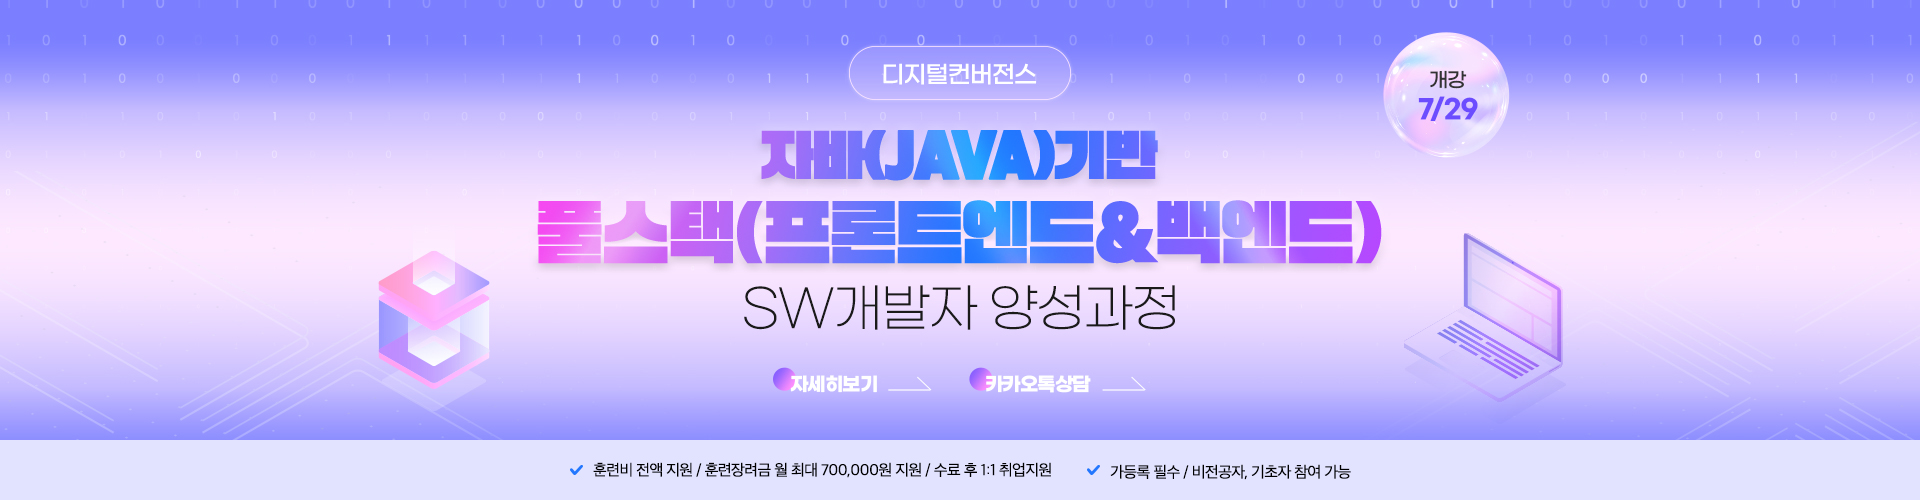 디지털컨버전스
개강
7/29
자바(JAVA)기반
풀스택(프론트엔드&백엔드)
SW개발자 양성과정
자세히보기
카카오톡상담
훈련비 전액 지원 / 훈련장려금 월 최대 700,000원 지원 / 수료 후 1:1 취업지원
가등록 필수 / 비전공자, 기초자 참여 가능